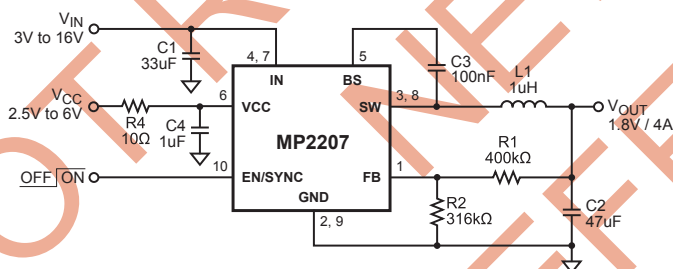 VIN
3V to 16V
C1
33uF
4, 7
5
C3
100nF
L1
1uH
IN
BS
VCC
2.5V to 6V
R4
10Ω
C4
1uF
6
VCC
SW
3, 8
VOUT
1.8V / 4A
MP2207
R1
400kΩ
OFF ON
10
EN/SYNC
FB
1
R2
316kΩ
GND
2, 9
C2
47uF